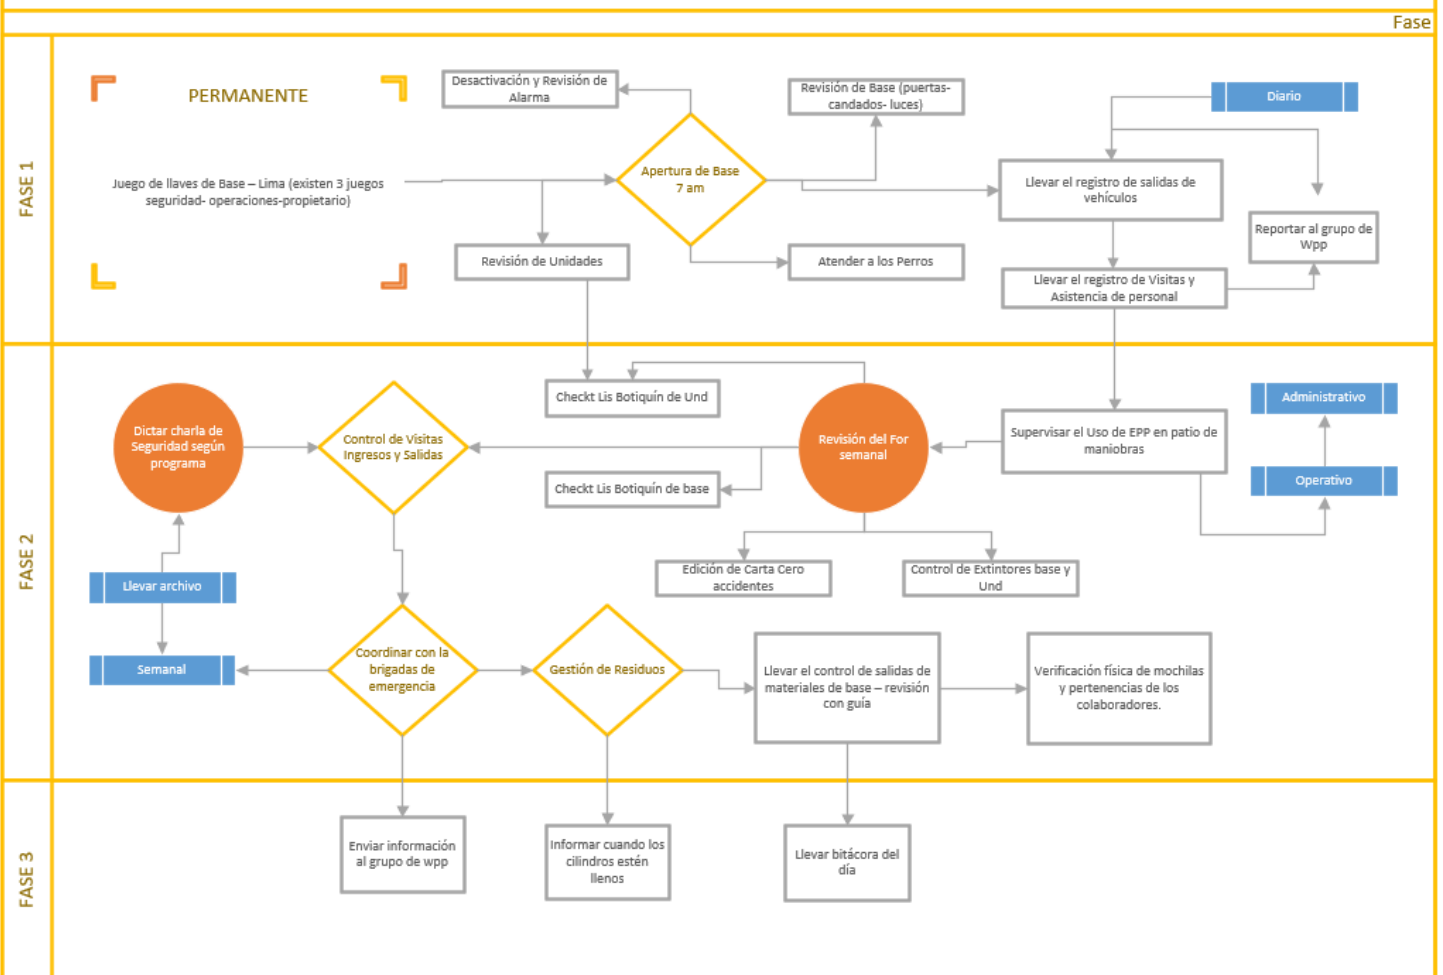 Fase
FASE 1
PERMANENTE
Juego de llaves de Base – Lima (existen 3 juegos
seguridad- operaciones-propietario)
Desactivación y Revisión de
Alarma
Revisión de Base (puertas-
candados- luces)
Diario
Apertura de Base
7 am
Llevar el registro de salidas de
vehículos
Reportar al grupo de
Wpp
Revisión de Unidades
Atender a los Perros
Llevar el registro de Visitas y
Asistencia de personal
FASE 2
Checkt Lis Botiquín de Und
Administrativo
Dictar charla de
Seguridad según
programa
Control de Visitas
Ingresos y Salidas
Revisión del For
semanal
Supervisar el Uso de EPP en patio de
maniobras
Checkt Lis Botiquín de base
Operativo
Llevar archivo
Edición de Carta Cero
accidentes
Control de Extintores base y
Und
Semanal
Coordinar con la
brigadas de
emergencia
Gestión de Residuos
Llevar el control de salidas de
materiales de base – revisión
con guía
Verificación física de mochilas
y pertenencias de los
colaboradores.
FASE 3
Enviar información
al grupo de wpp
Informar cuando los
cilindros estén
llenos
Llevar bitácora del
día